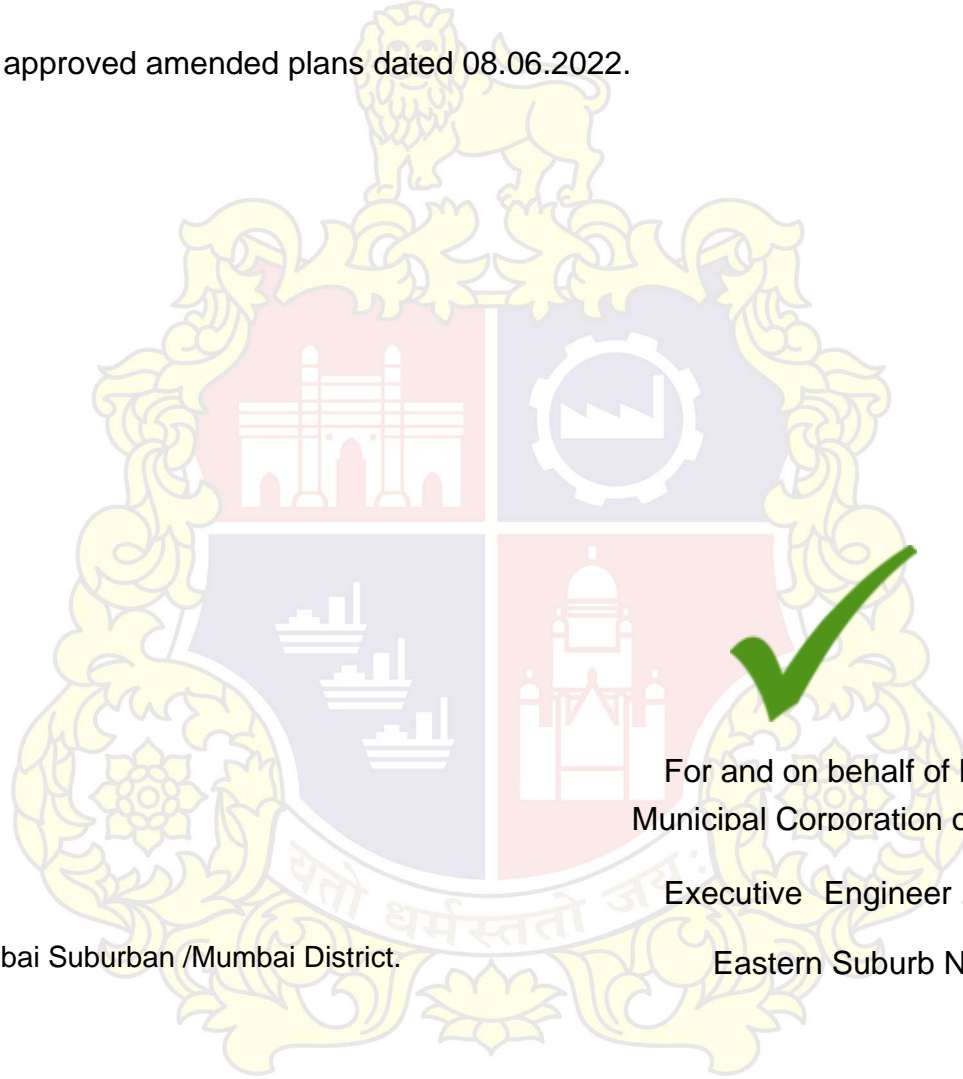 approved amended plans dated 08.06.2022.
For and on behalf of
Municipal Corporation
Executive Engineer
यतो धर्मस्ततो जय:
bai Suburban /Mumbai District.
Eastern Suburb N